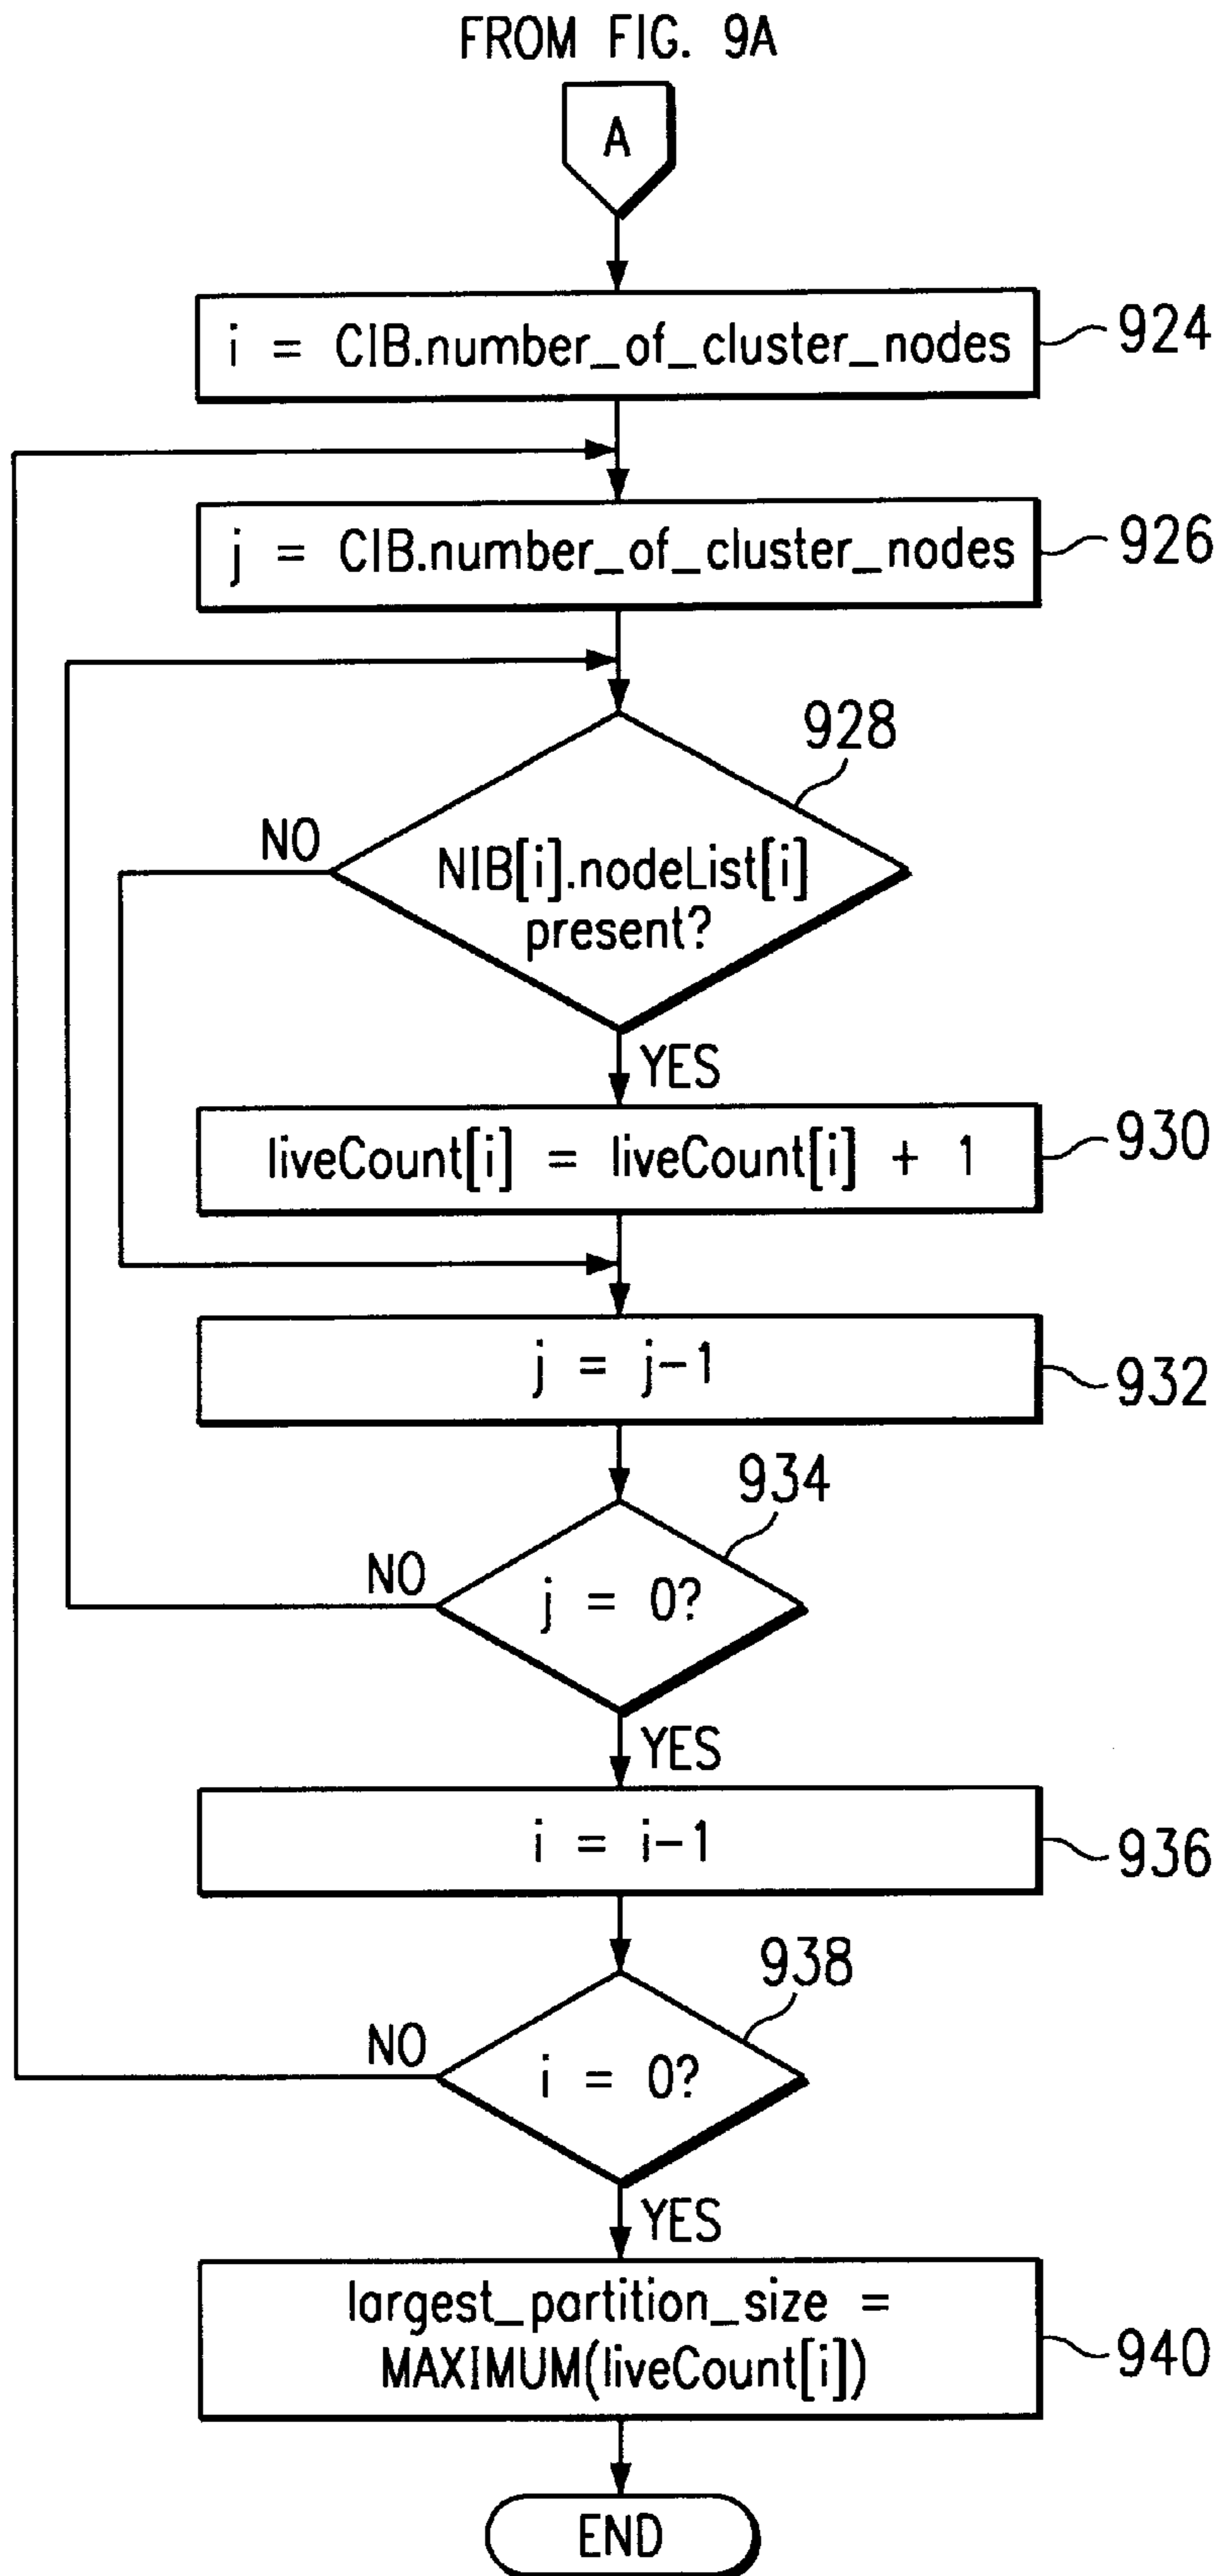 FROM FIG. 9A
A
i = CIB.number_of_cluster_nodes
924
j = CIB.number_of_cluster_nodes
926
928
NO
NIB[i].nodeList[i]
present?
YES
liveCount[i] = liveCount[i] + 1
930
j = j-1
932
934
NO
j = 0?
YES
i = i-1
936
938
NO
i = 0?
YES
largest_partition_size =
MAXIMUM(liveCount[i])
940
END